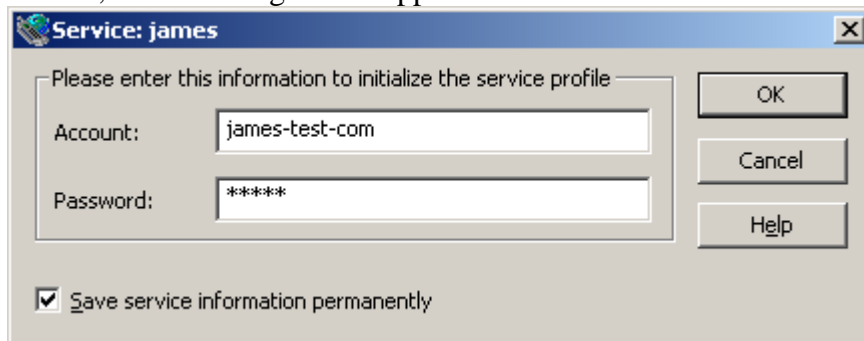 Service: james
Please enter this information to initialize the service profile
Account:
james-test-com
Password:
*****
OK
Cancel
Help
Save service information permanently